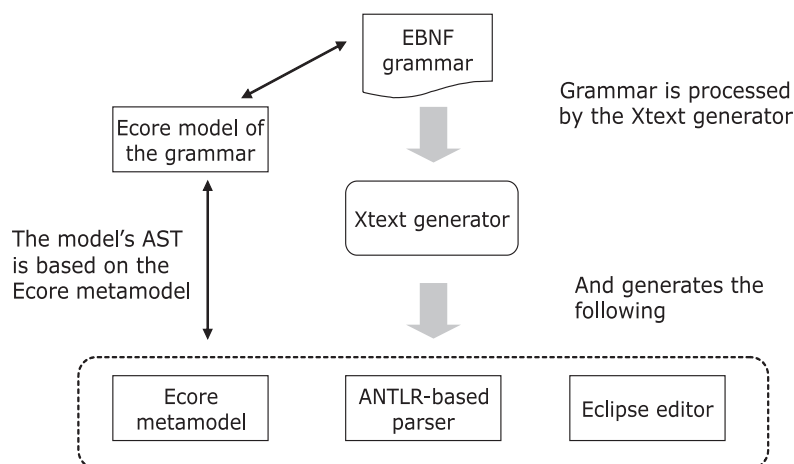 EBNF
grammar
Grammar is processed
by the Xtext generator
Ecore model of
the grammar
Xtext generator
The model's AST
is based on the
Ecore metamodel
And generates the
following
Ecore
metamodel
ANTLR-based
parser
Eclipse editor